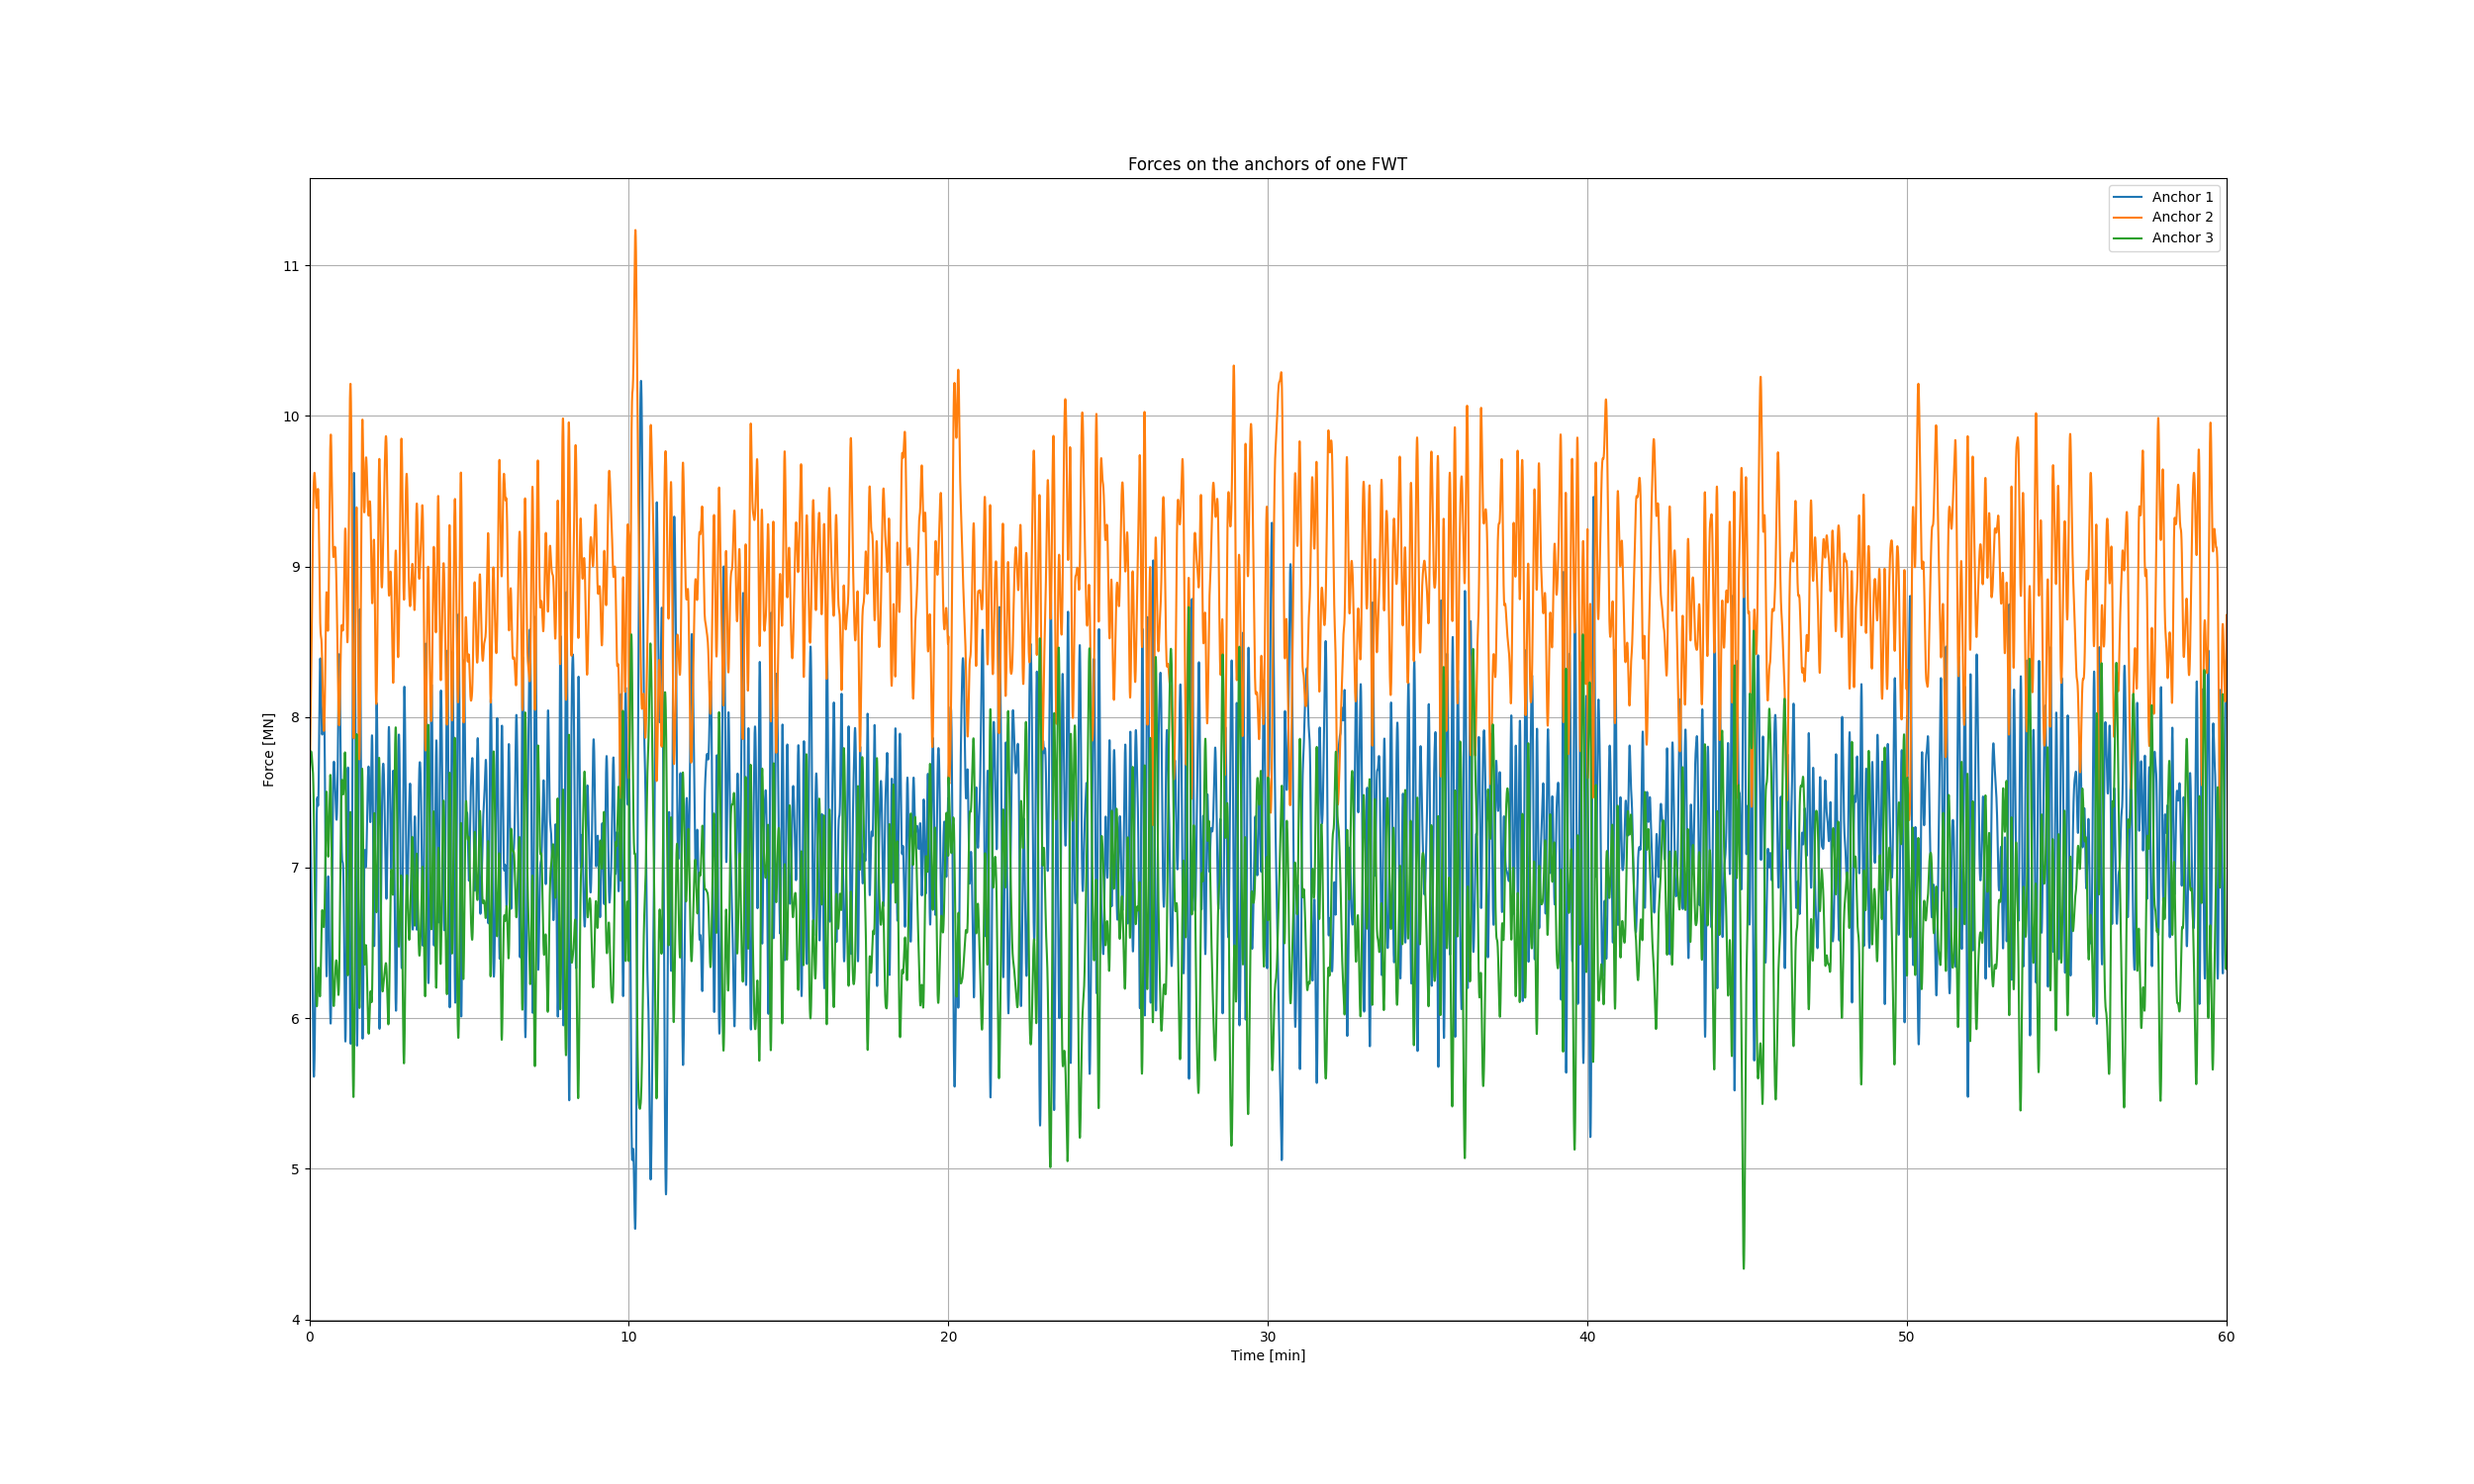 Forces on the anchors of one FWT
Anchor 1
Anchor 2
Anchor 3
11
10
9
8
7
6
5
4
Force [MN]
0 10 20 30 40 50 60
Time [min]